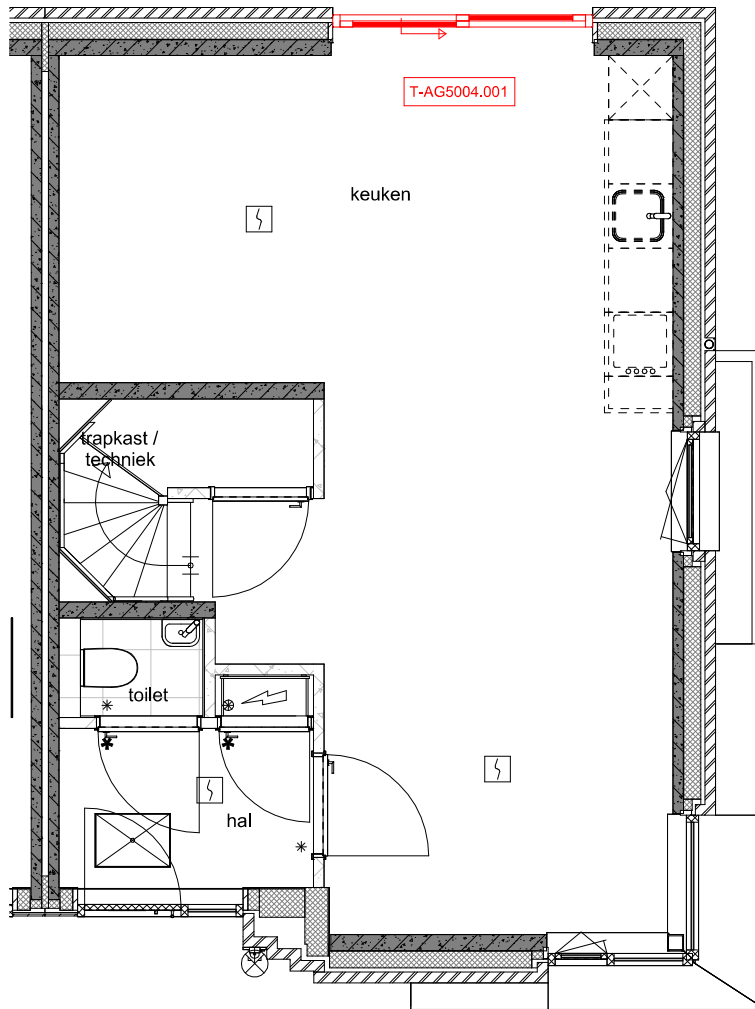 T-AG5004.001
keuken
trapkast /
techniek
toilet
hal